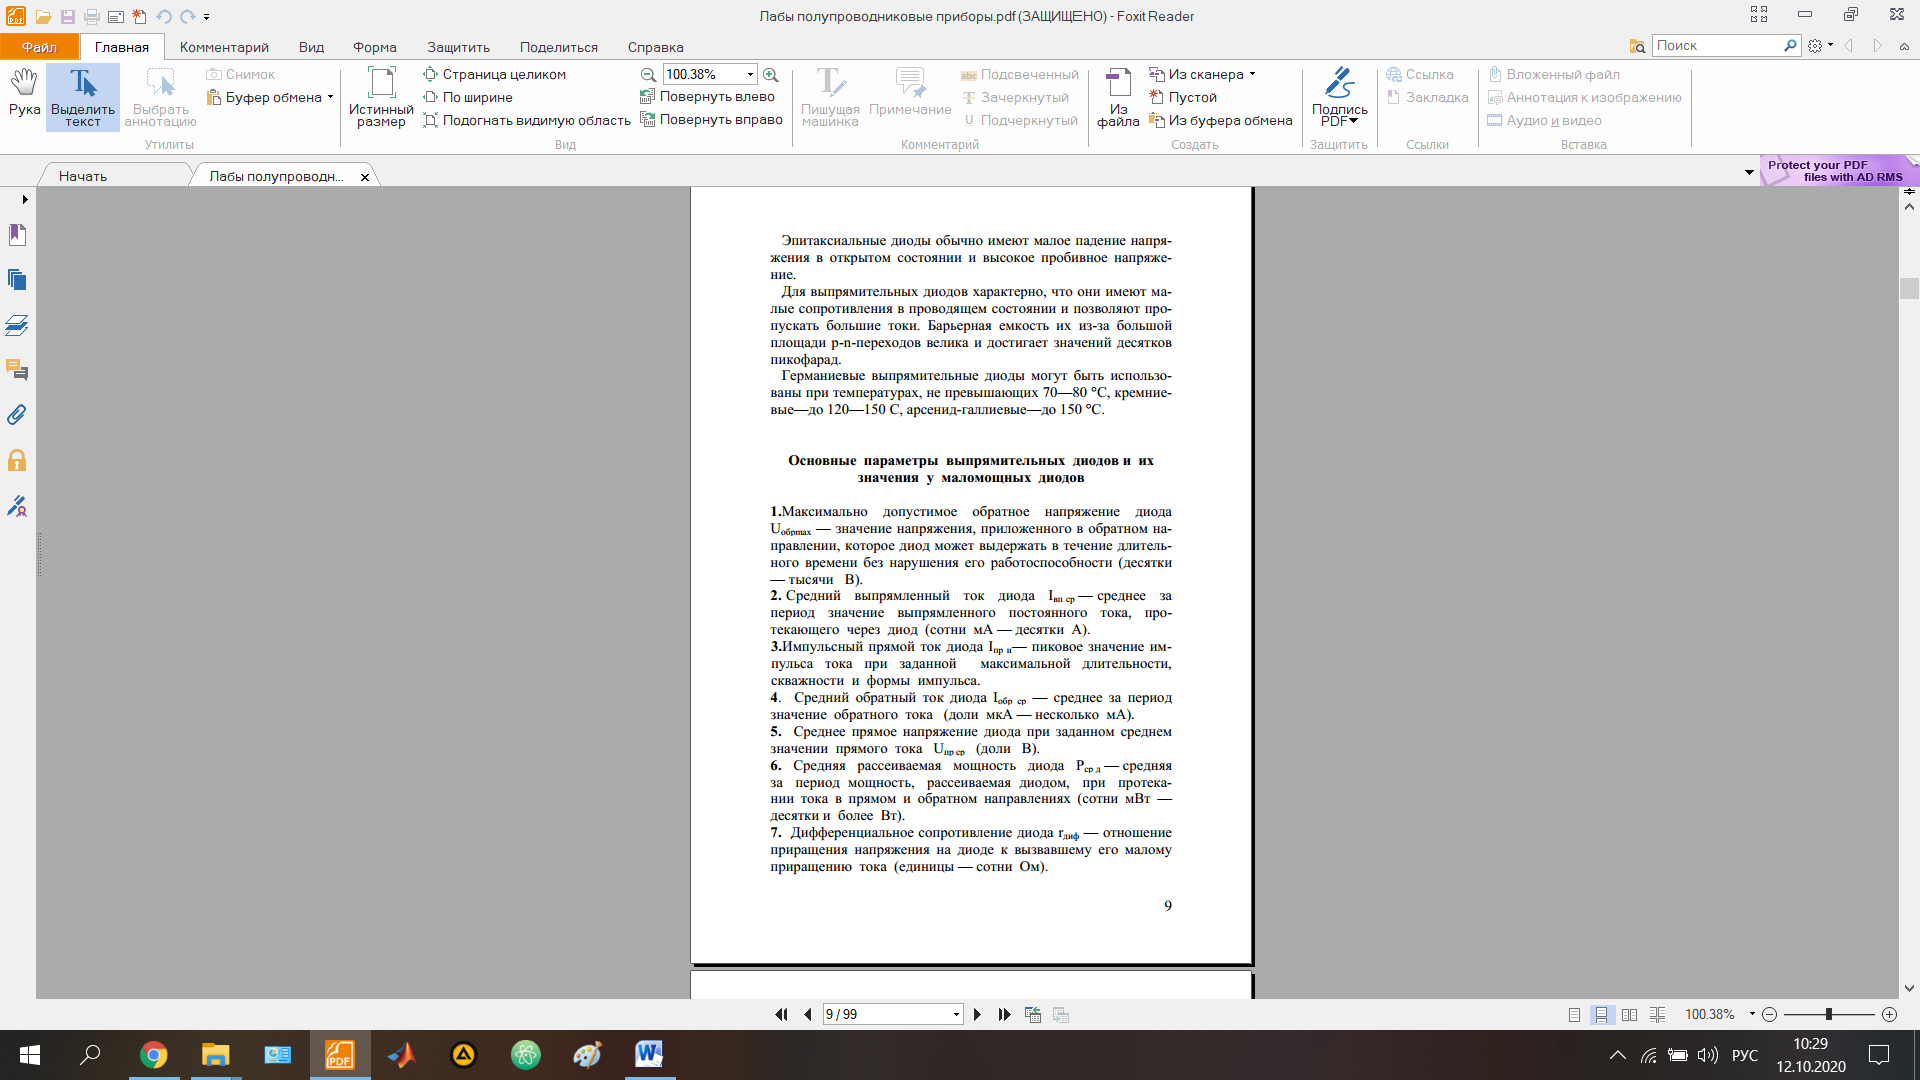 Лабы полупроводниковые приборы.pdf (ЗАЩИЩЕНО) - Foxit Reader
Файл
Главная
Комментарий
Вид
Форма
Защитить
Поделиться
Справка
Поиск
Рука
Выделить текст
Выбрать аннотацию
Снимок
Буфер обмена
Утилиты
Истинный размер
Страница целиком
По ширине
Подогнать видимую область
100.38%
Повернуть влево
Повернуть вправо
Вид
Пишущая машинка
Примечание
Подсвеченный
Зачеркнутый
Подчеркнутый
Комментарий
Из файла
Из сканера
Пустой
Из буфера обмена
Создать
Подпись PDF
Защитить
Ссылка
Закладка
Ссылки
Вложенный файл
Аннотация к изображению
Аудио и видео
Вставка
Начать
Лабы полупроводн...
Protect your PDF
files with AD RMS
Эпитаксиальные диоды обычно имеют малое падение напря-
жения в открытом состоянии и высокое пробивное напряже-
ние.
Для выпрямительных диодов характерно, что они имеют ма-
лые сопротивления в проводящем состоянии и позволяют про-
пускать большие токи. Барьерная емкость их из-за большой
площади p-n-переходов велика и достигает значений десятков
пикофарад.
Германиевые выпрямительные диоды могут быть использо-
ваны при температурах, не превышающих 70—80 °С, кремние-
вые—до 120—150 С, арсенид-галлиевые—до 150 °С.
Основные параметры выпрямительных диодов и их
значения у маломощных диодов
1.Максимально допустимое обратное напряжение диода
Uобрmax — значение напряжения, приложенного в обратном на-
правлении, которое диод может выдержать в течение длитель-
ного времени без нарушения его работоспособности (десятки
— тысячи В).
2. Средний выпрямленный ток диода Iвп ср — среднее за
период значение выпрямленного постоянного тока, про-
текающего через диод (сотни мА — десятки А).
3.Импульсный прямой ток диода Iпр и— пиковое значение им-
пульса тока при заданной максимальной длительности,
скважности и формы импульса.
4. Средний обратный ток диода Iобр ср — среднее за период
значение обратного тока (доли мкА — несколько мА).
5. Среднее прямое напряжение диода при заданном среднем
значении прямого тока Uпр ср (доли В).
6. Средняя рассеиваемая мощность диода Pср д — средняя
за период мощность, рассеиваемая диодом, при протека-
нии тока в прямом и обратном направлениях (сотни мВт —
десятки и более Вт).
7. Дифференциальное сопротивление диода rдиф — отношение
приращения напряжения на диоде к вызвавшему его малому
приращению тока (единицы — сотни Ом).
9
9 / 99
100.38%
РУС
10:29
12.10.2020